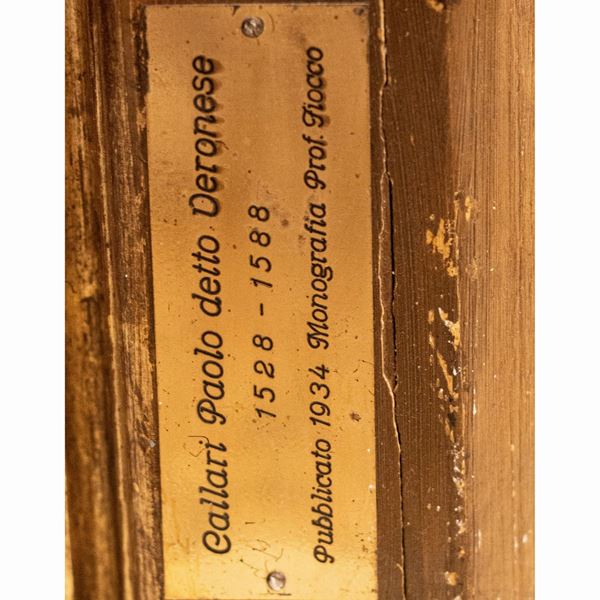 Callari Paolo detto Veronese
1528 - 1588
Pubblicato 1934 Monografia Prof. Fiocco